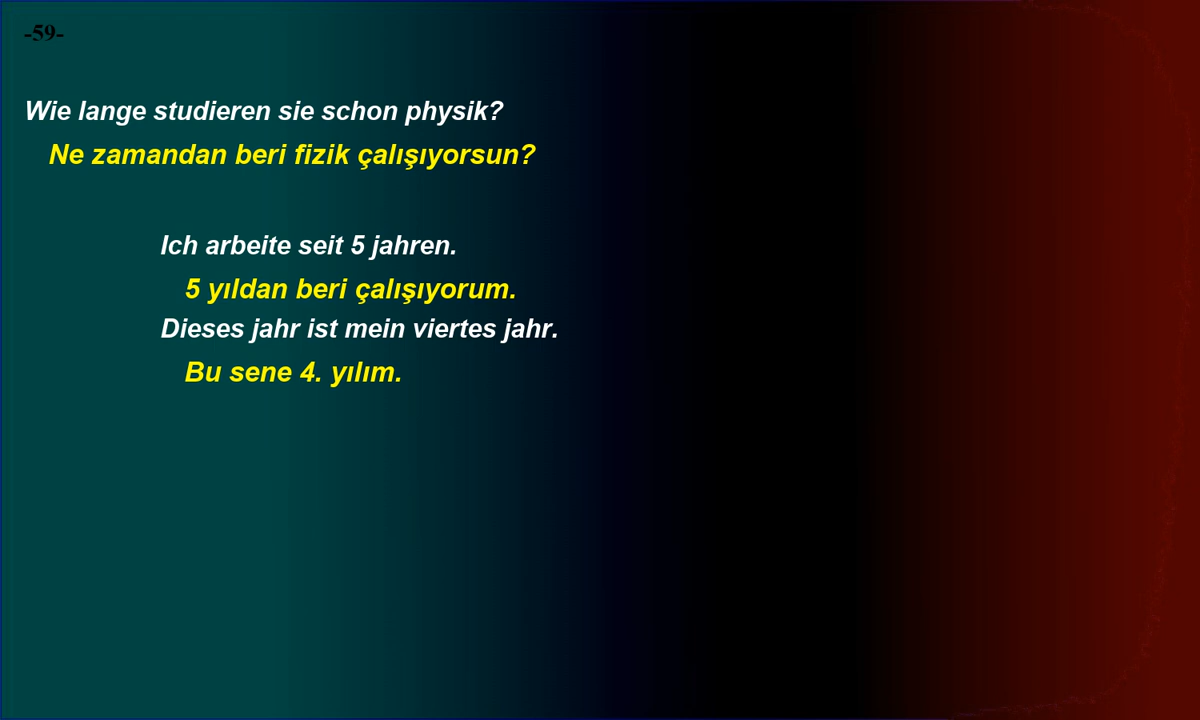 -59-
Wie lange studieren sie schon physik?
Ne zamandan beri fizik çalışıyorsun?
Ich arbeite seit 5 jahren.
5 yıldan beri çalışıyorum.
Dieses jahr ist mein viertes jahr.
Bu sene 4. yılım.